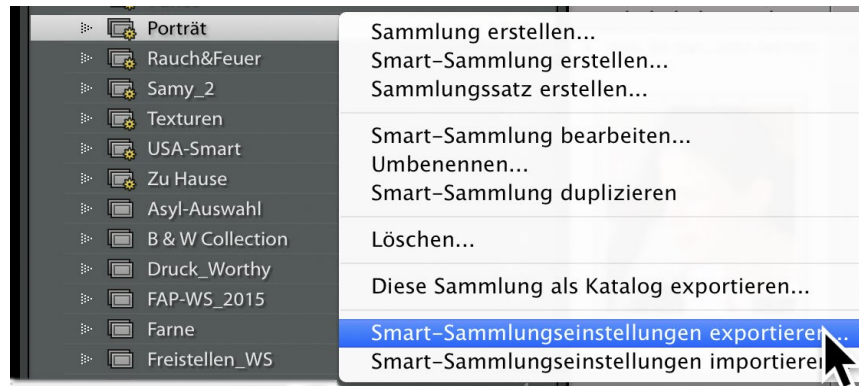 Porträt
Rauch&Feuer
Samy_2
Texturen
USA-Smart
Zu Hause
Asyl-Auswahl
B & W Collection
Druck_Worthy
FAP-WS_2015
Farne
Freistellen_WS
Sammlung erstellen...
Smart-Sammlung erstellen...
Sammlungssatz erstellen...
Smart-Sammlung bearbeiten...
Umbenennen...
Smart-Sammlung duplizieren
Löschen...
Diese Sammlung als Katalog exportieren...
Smart-Sammlungseinstellungen exportieren...
Smart-Sammlungseinstellungen importieren